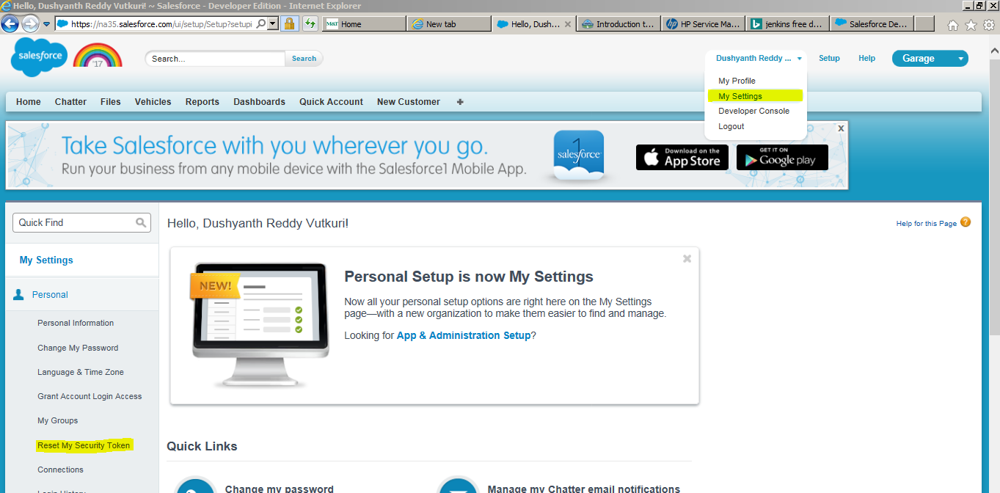 Hello, Dushyanth Reddy Vutkuri! ~ Salesforce - Developer Edition - Internet Explorer
https://na35.salesforce.com/ui/setup/Setup?setupi
M&T Home
New tab
Hello, Dush...
Introduction t...
HP Service Ma...
jenkins free d...
Salesforce De...
salesforce
'17
Search...
Search
Dushyanth Reddy ...
Setup
Help
Garage
My Profile
My Settings
Developer Console
Logout
Home
Chatter
Files
Vehicles
Reports
Dashboards
Quick Account
New Customer
+
Take Salesforce with you wherever you go.
Run your business from any mobile device with the Salesforce1 Mobile App.
1
salesforce
Download on the
App Store
GET IT ON
Google play
x
Quick Find
My Settings
Personal
Personal Information
Change My Password
Language & Time Zone
Grant Account Login Access
My Groups
Reset My Security Token
Connections
Login History
Hello, Dushyanth Reddy Vutkuri!
Help for this Page ?
NEW!
Personal Setup is now My Settings
Now all your personal setup options are right here on the My Settings
page—with a new organization to make them easier to find and manage.
Looking for App & Administration Setup?
Quick Links
Change my password
Manage my Chatter email notifications